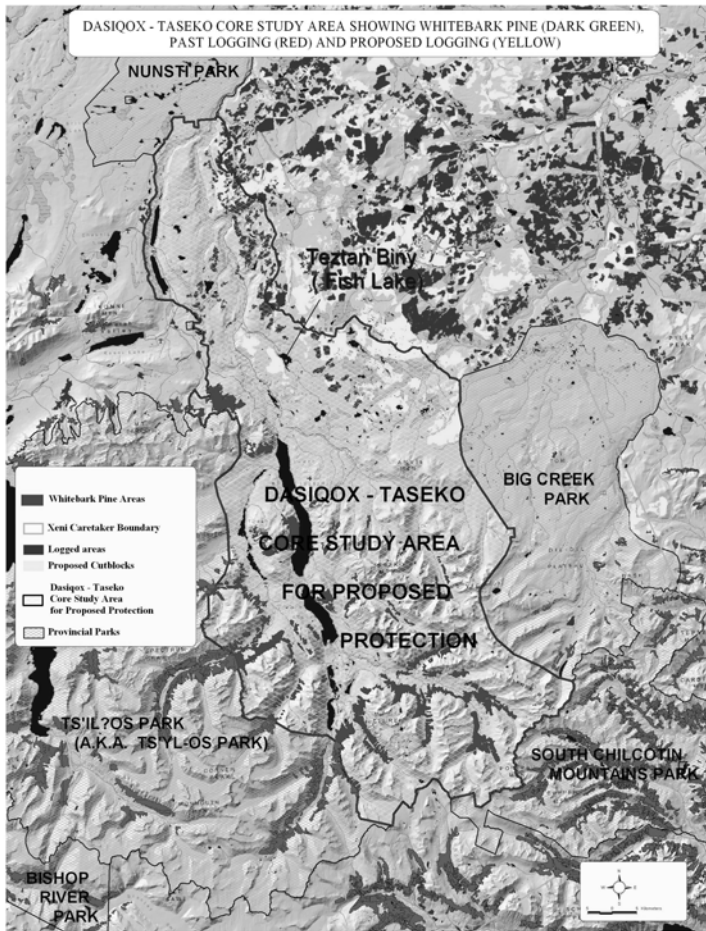 DASIQOX - TASEKO CORE STUDY AREA SHOWING WHITEBARK PINE (DARK GREEN),
PAST LOGGING (RED) AND PROPOSED LOGGING (YELLOW)
NUNSTI PARK
Teztan Biny
( Fish Lake)
DASIQOX - TASEKO
CORE STUDY AREA
FOR PROPOSED
PROTECTION
BIG CREEK
PARK
Whitebark Pine Areas
Xeni Caretaker Boundary
Logged areas
Proposed Cutblocks
Dasiqox - Taseko
Core Study Area
for Proposed Protection
Provincial Parks
TS'IL?OS PARK
(A.K.A. TS'YL-OS PARK)
SOUTH CHILCOTIN
MOUNTAINS PARK
BISHOP
RIVER
PARK